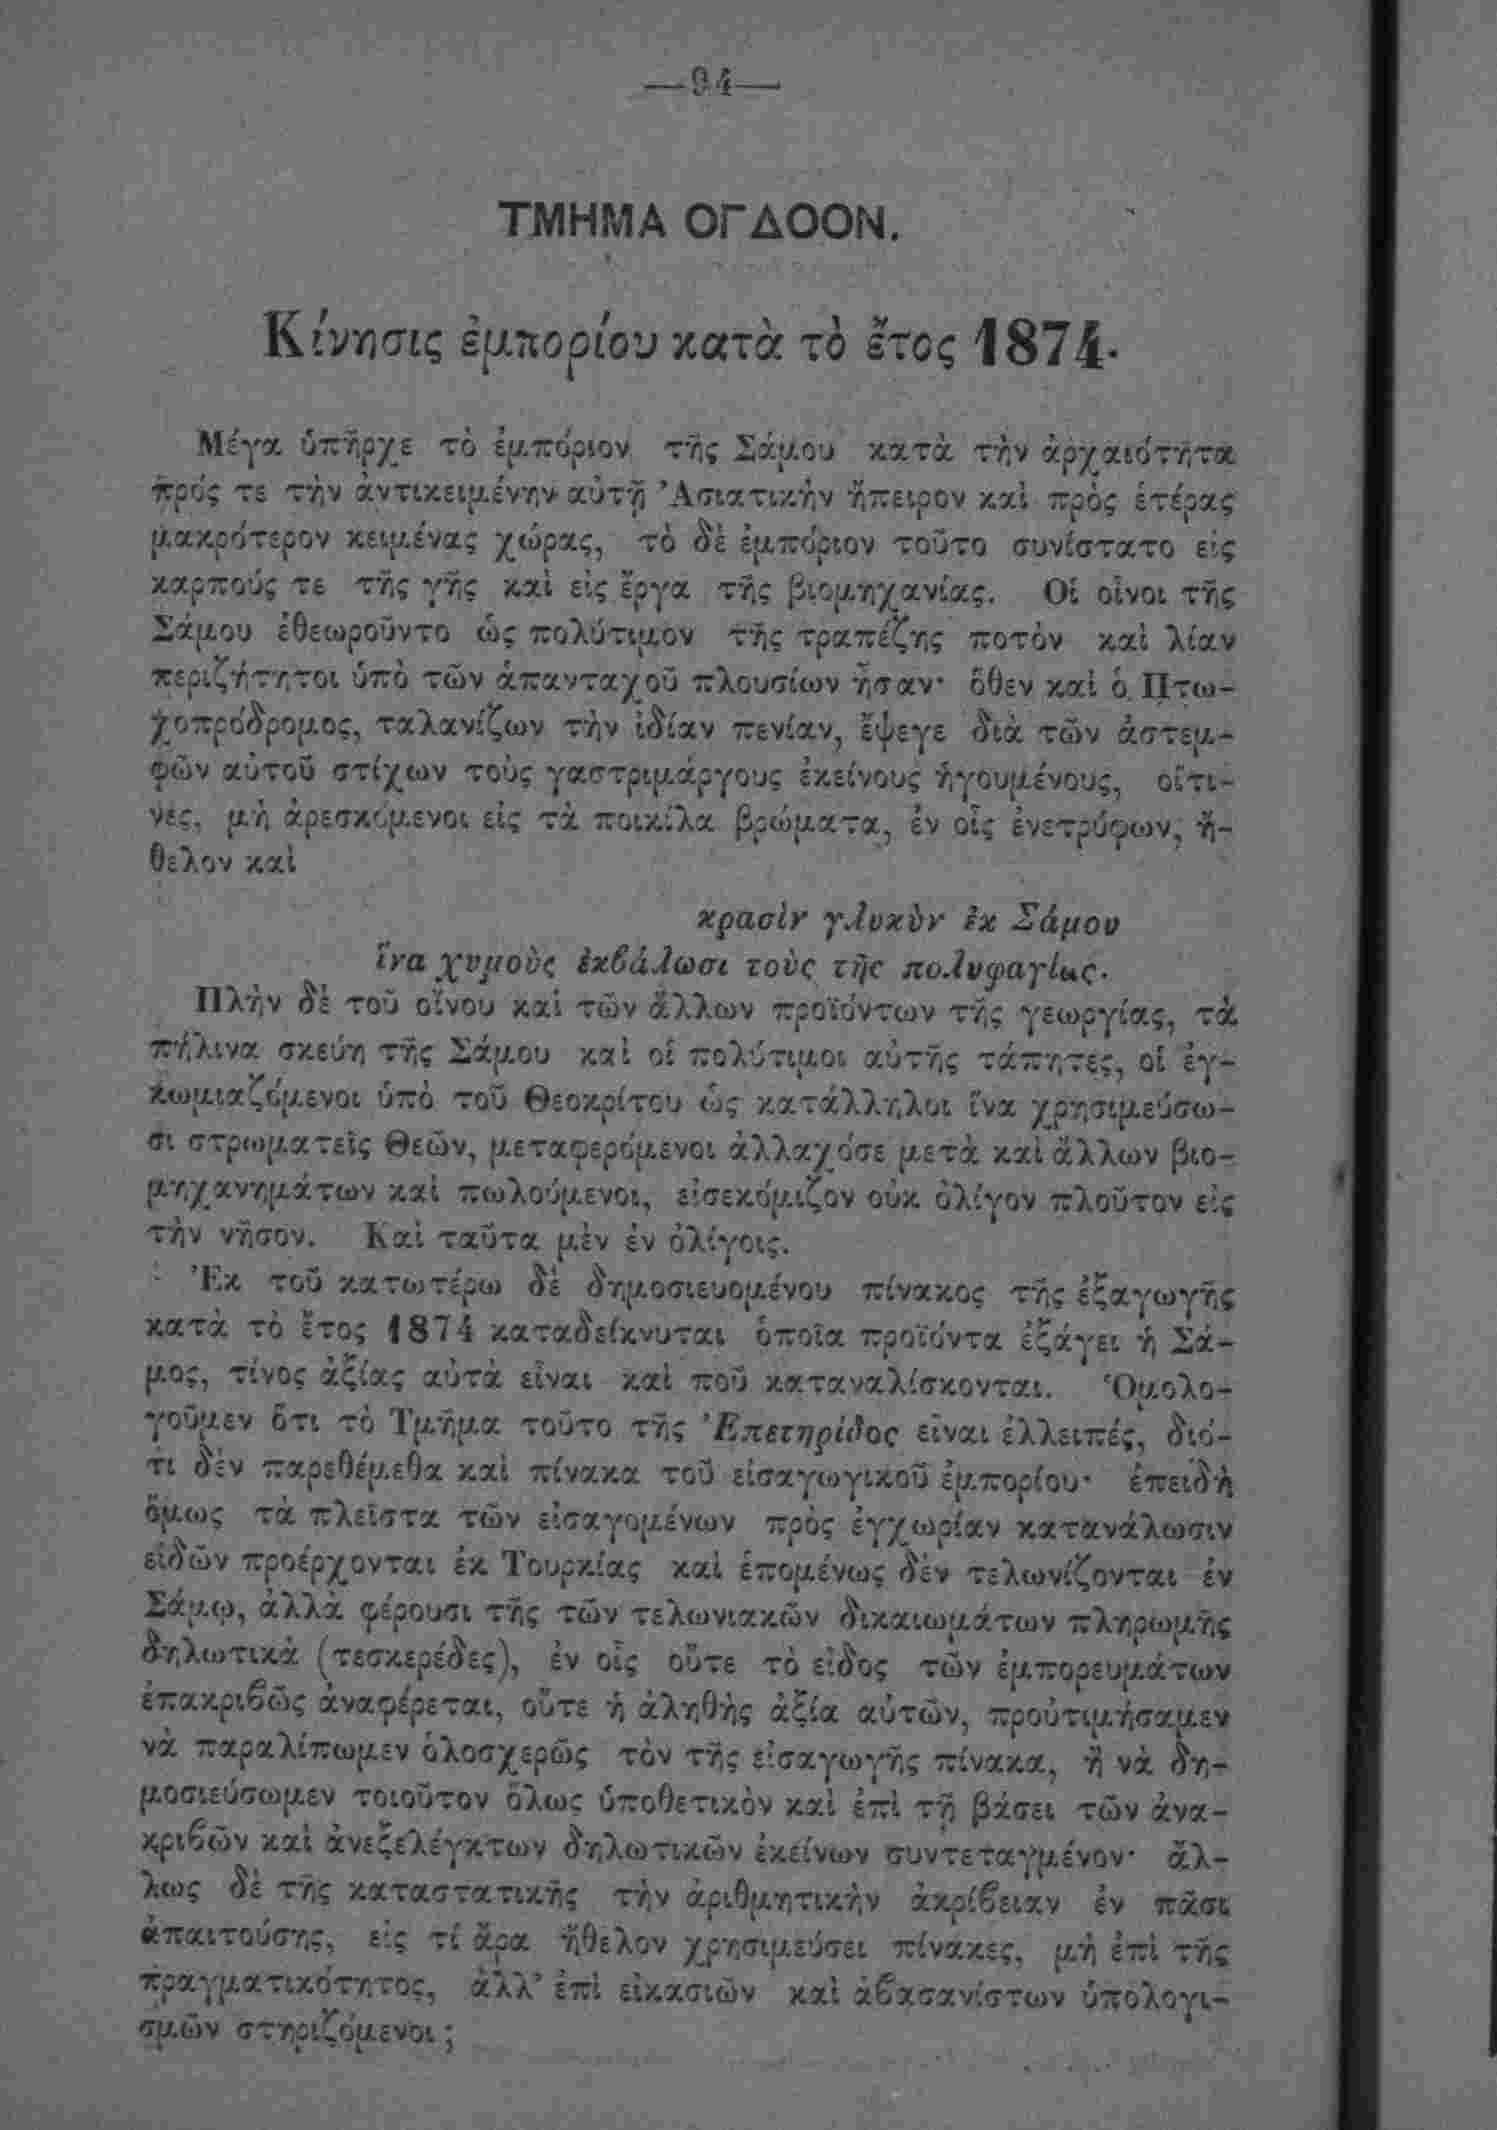 —94—
ΤΜΗΜΑ ΟΓΔΟΟΝ.
Κίνησις ἐμπορίου κατὰ τὸ ἔτος 1874.
Μέγα ὑπῆρχε τὸ ἐμπόριον τῆς Σάμου κατὰ τὴν ἀρχαιότητα
πρός τε τὴν ἀντικειμένην αὐτῇ Ἀσιατικὴν ἤπειρον καὶ πρὸς ἑτέρας
μακρότερον κειμένας χώρας, τὸ δὲ ἐμπόριον τοῦτο συνίστατο εἰς
καρπούς τε τῆς γῆς καὶ εἰς ἔργα τῆς βιομηχανίας. Οἱ οἶνοι τῆς
Σάμου ἐθεωροῦντο ὡς πολύτιμον τῆς τραπέζης ποτὸν καὶ λίαν
περιζήτητοι ὑπὸ τῶν ἁπανταχοῦ πλουσίων ἦσαν· ὅθεν καὶ ὁ Πτω-
χοπρόδρομος, ταλανίζων τὴν ἰδίαν πενίαν, ἔψεγε διὰ τῶν ἀστεμ-
φῶν αὐτοῦ στίχων τοὺς γαστριμάργους ἐκείνους ἡγουμένους, οἵτι-
νες, μὴ ἀρεσκόμενοι εἰς τὰ ποικίλα βρώματα, ἐν οἷς ἐνετρύφων, ἤ-
θελον καὶ
κρασὶν γλυκὺν ἐκ Σάμου
ἵνα χυμοὺς ἐκβάλωσι τοὺς τῆς πολυφαγίας.
Πλὴν δὲ τοῦ οἴνου καὶ τῶν ἄλλων προϊόντων τῆς γεωργίας, τὰ
πήλινα σκεύη τῆς Σάμου καὶ οἱ πολύτιμοι αὐτῆς τάπητες, οἱ ἐγ-
κωμιαζόμενοι ὑπὸ τοῦ Θεοκρίτου ὡς κατάλληλοι ἵνα χρησιμεύσω-
σι στρωματεῖς Θεῶν, μεταφερόμενοι ἀλλαχόσε μετὰ καὶ ἄλλων βιο-
μηχανημάτων καὶ πωλούμενοι, εἰσεκόμιζον οὐκ ὀλίγον πλοῦτον εἰς
τὴν νῆσον. Καὶ ταῦτα μὲν ἐν ὀλίγοις.
Ἐκ τοῦ κατωτέρω δὲ δημοσιευομένου πίνακος τῆς ἐξαγωγῆς
κατὰ τὸ ἔτος 1874 καταδείκνυται ὁποῖα προϊόντα ἐξάγει ἡ Σά-
μος, τίνος ἀξίας αὐτὰ εἶναι καὶ ποῦ καταναλίσκονται. Ὁμολο-
γοῦμεν ὅτι τὸ Τμῆμα τοῦτο τῆς Ἐπετηρίδος εἶναι ἐλλειπές, διό-
τι δὲν παρεθέμεθα καὶ πίνακα τοῦ εἰσαγωγικοῦ ἐμπορίου· ἐπειδὴ
ὅμως τὰ πλεῖστα τῶν εἰσαγομένων πρὸς ἐγχωρίαν κατανάλωσιν
εἰδῶν προέρχονται ἐκ Τουρκίας καὶ ἑπομένως δὲν τελωνίζονται ἐν
Σάμῳ, ἀλλὰ φέρουσι τῆς τῶν τελωνιακῶν δικαιωμάτων πληρωμῆς
δηλωτικὰ (τεσκερέδες), ἐν οἷς οὔτε τὸ εἶδος τῶν ἐμπορευμάτων
ἐπακριβῶς ἀναφέρεται, οὔτε ἡ ἀληθὴς ἀξία αὐτῶν, προὐτιμήσαμεν
νὰ παραλίπωμεν ὁλοσχερῶς τὸν τῆς εἰσαγωγῆς πίνακα, ἢ νὰ δη-
μοσιεύσωμεν τοιοῦτον ὅλως ὑποθετικὸν καὶ ἐπὶ τῇ βάσει τῶν ἀνα-
κριβῶν καὶ ἀνεξελέγκτων δηλωτικῶν ἐκείνων συντεταγμένον· ἄλ-
λως δὲ τῆς καταστατικῆς τὴν ἀριθμητικὴν ἀκρίβειαν ἐν πᾶσι
ἀπαιτούσης, εἰς τί ἄρα ἤθελον χρησιμεύσει πίνακες, μὴ ἐπὶ τῆς
πραγματικότητος, ἀλλ’ ἐπὶ εἰκασιῶν καὶ ἀβασανίστων ὑπολογι-
σμῶν στηριζόμενοι;